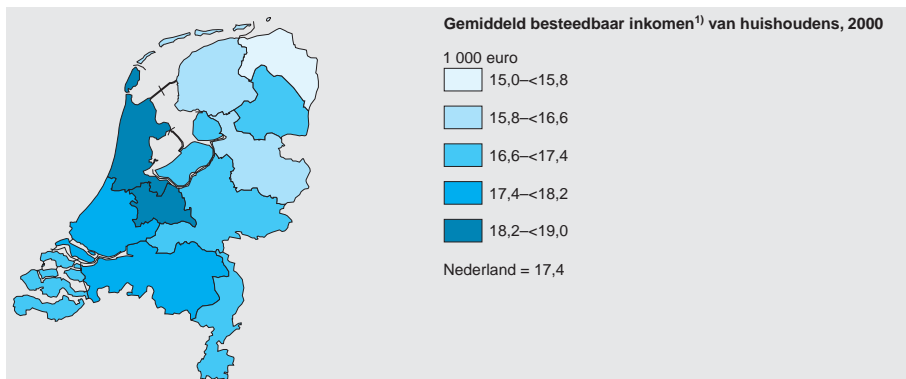 Gemiddeld besteedbaar inkomen¹⁾ van huishoudens, 2000
1 000 euro
15,0–<15,8
15,8–<16,6
16,6–<17,4
17,4–<18,2
18,2–<19,0
Nederland = 17,4